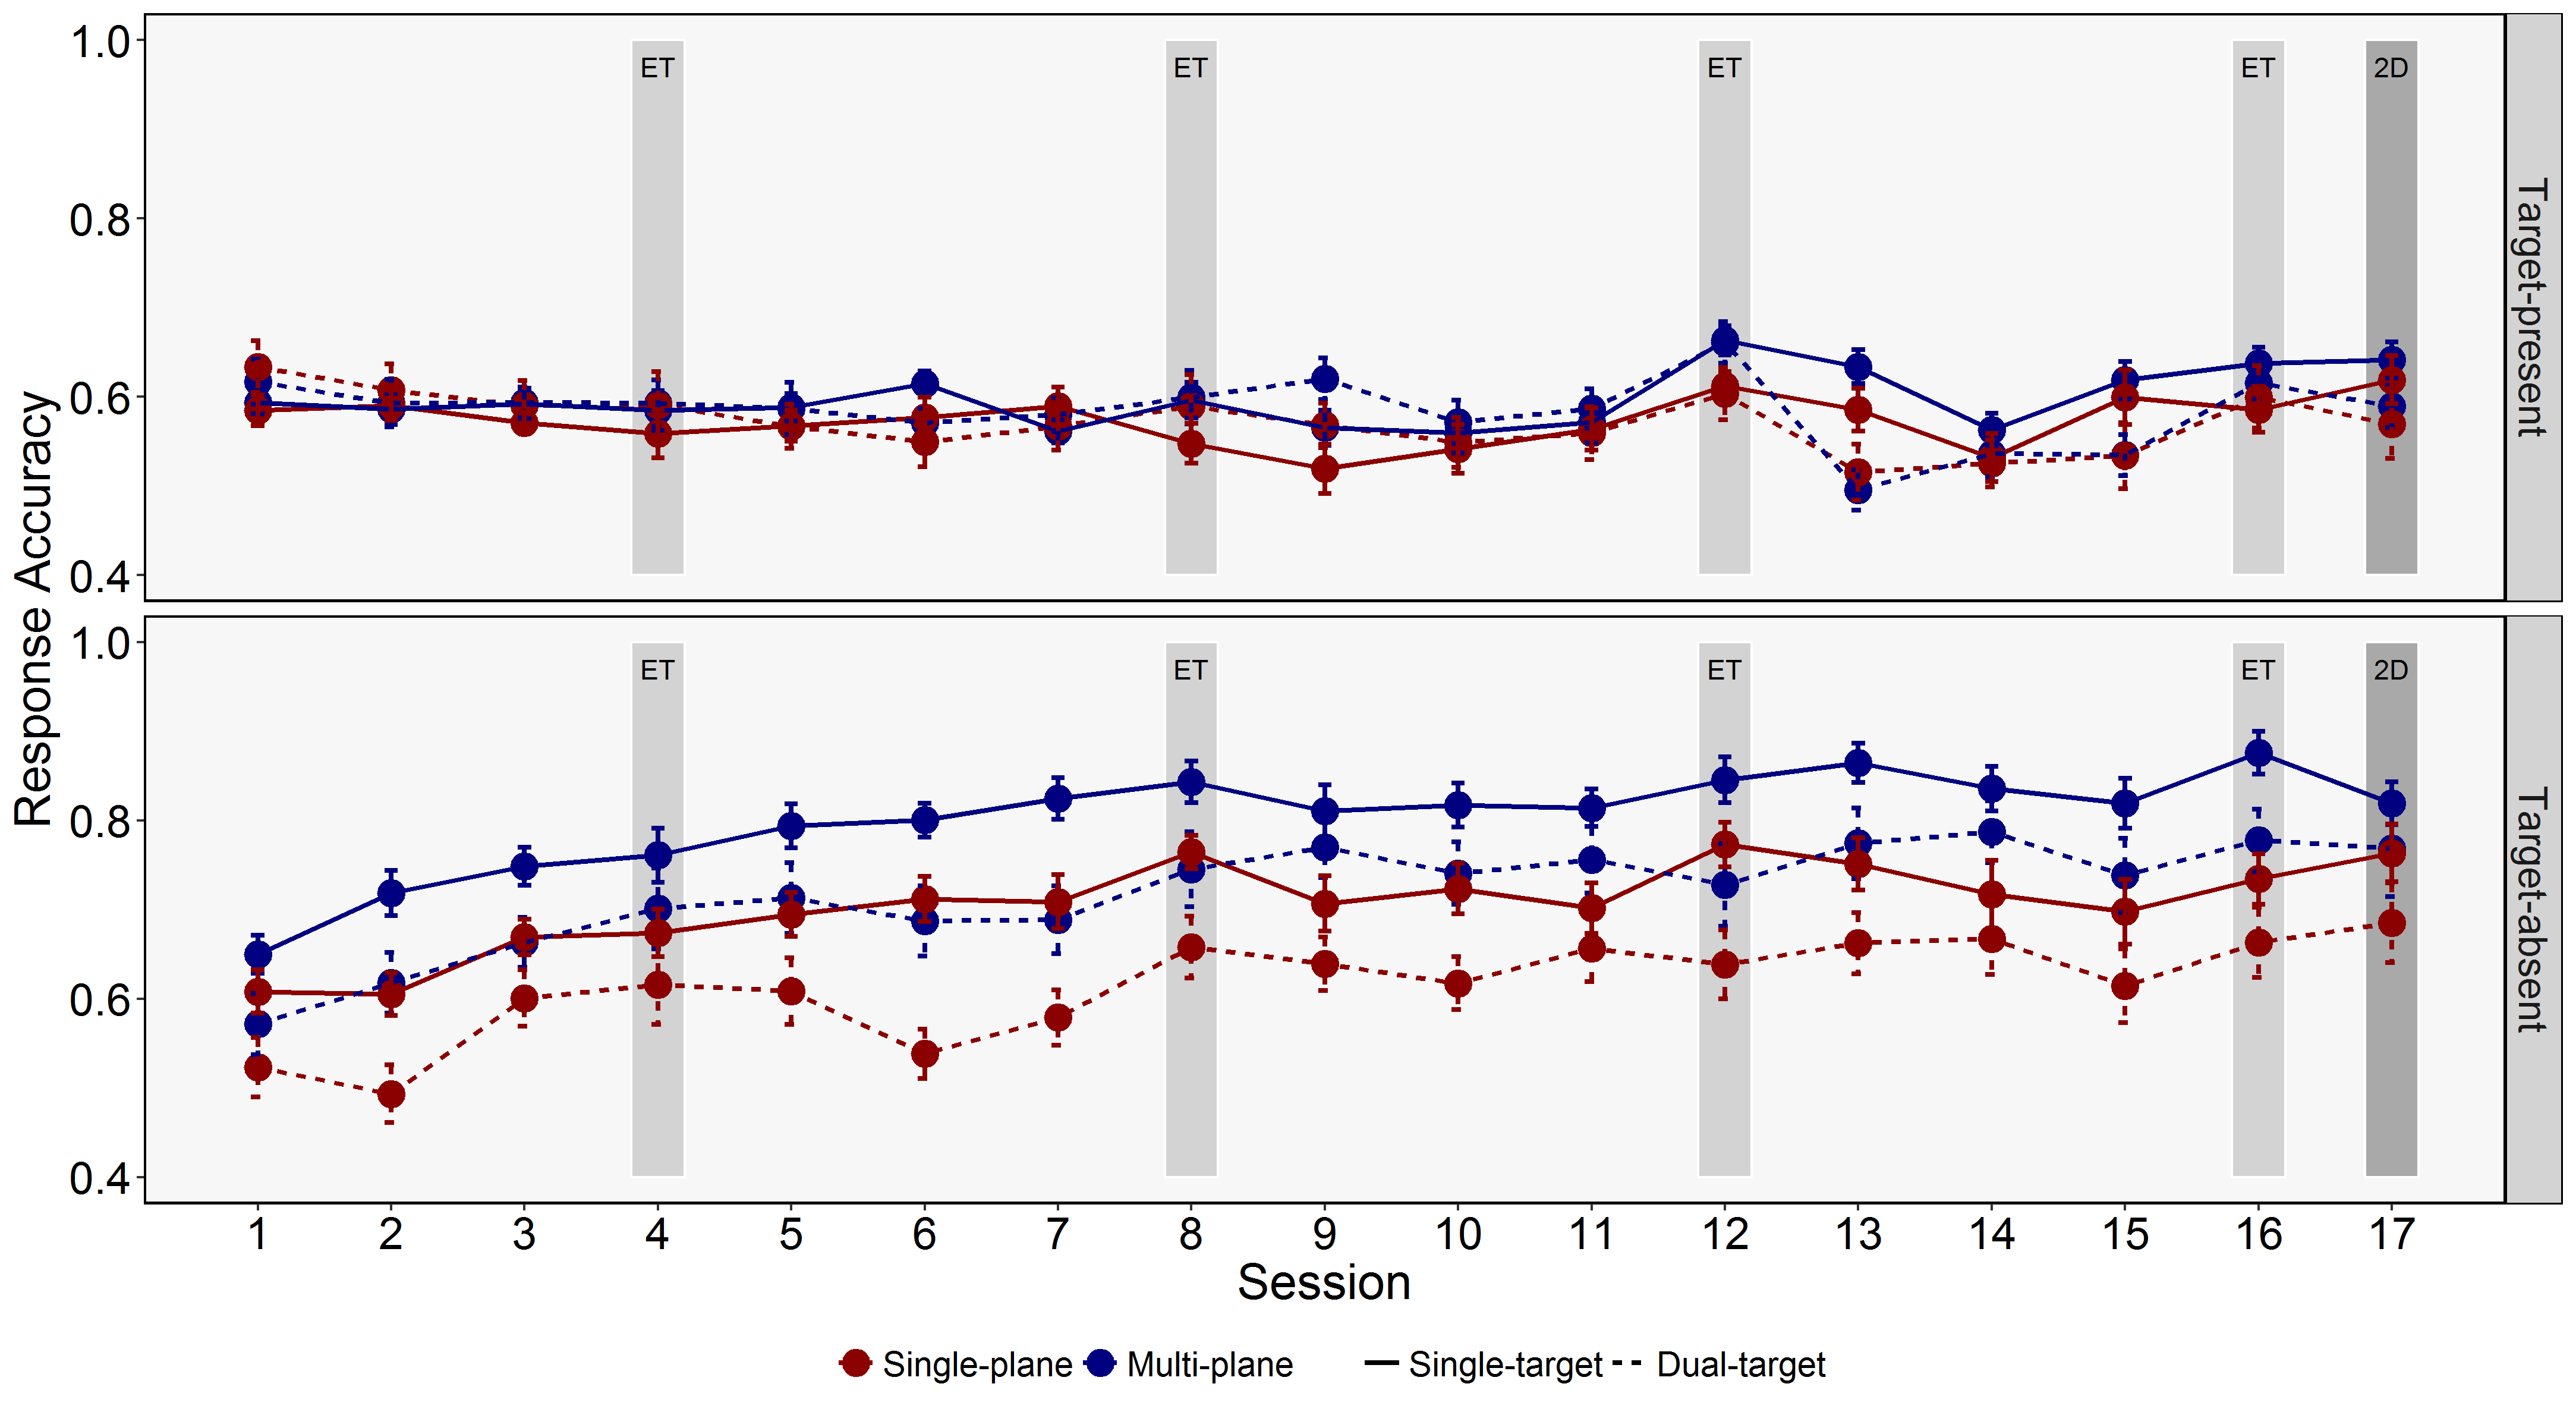 Response Accuracy
1.0
0.8
0.6
0.4
ET
ET
ET
ET
2D
Target-present
1.0
0.8
0.6
0.4
ET
ET
ET
ET
2D
Target-absent
1 2 3 4 5 6 7 8 9 10 11 12 13 14 15 16 17
Session
Single-plane Multi-plane Single-target Dual-target